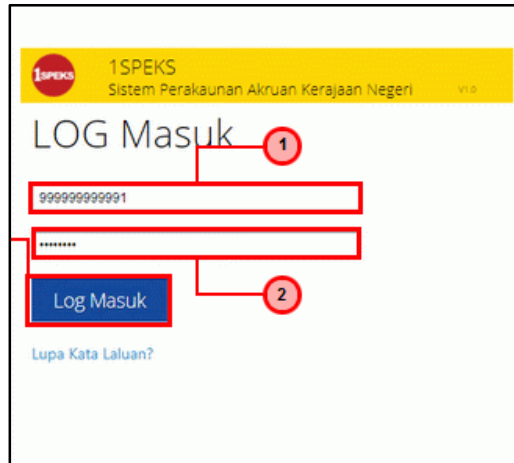 1SPEKS
1SPEKS
Sistem Perakaunan Akruan Kerajaan Negeri V1.0
LOG Masuk
1
999999999991
••••••••
2
Log Masuk
Lupa Kata Laluan?